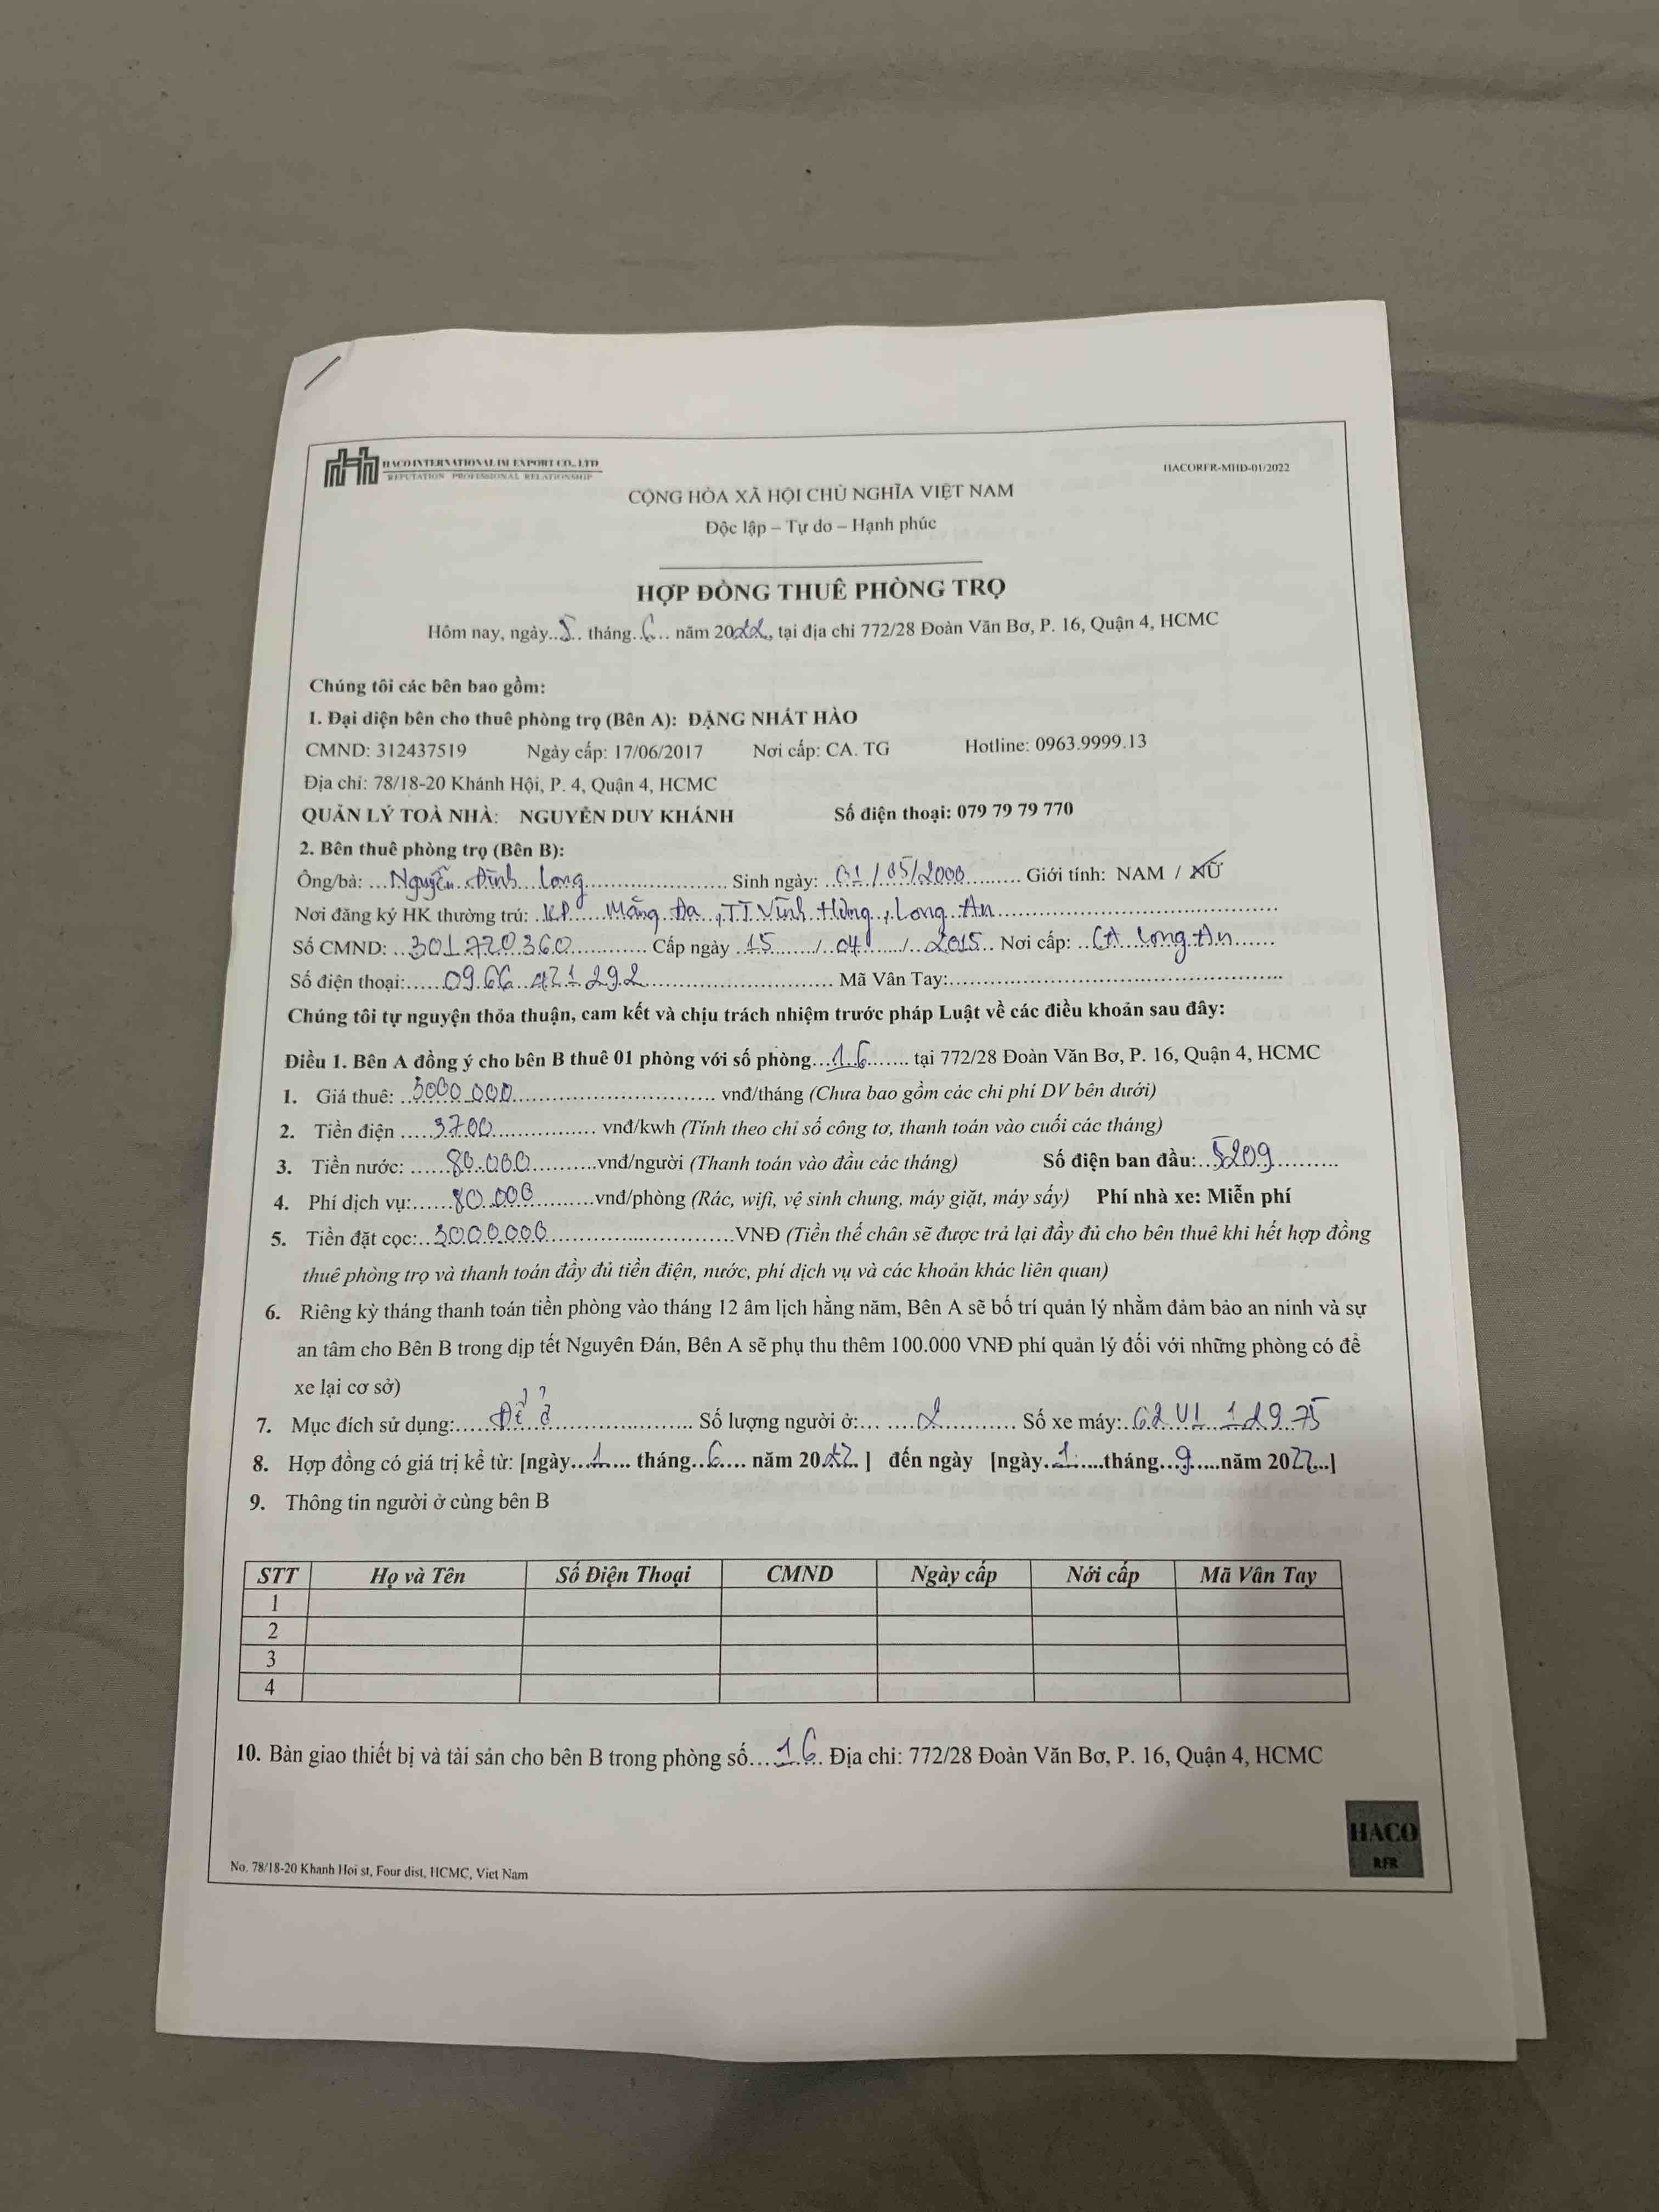 HACO INTERNATIONAL IM EXPORT CO., LTD
REPUTATION PROFESSIONAL RELATIONSHIP
HACORFR-MHD-01/2022
CỘNG HÒA XÃ HỘI CHỦ NGHĨA VIỆT NAM
Độc lập – Tự do – Hạnh phúc
HỢP ĐỒNG THUÊ PHÒNG TRỌ
Hôm nay, ngày..5.. tháng..6... năm 2022., tại địa chỉ 772/28 Đoàn Văn Bơ, P. 16, Quận 4, HCMC
Chúng tôi các bên bao gồm:
1. Đại diện bên cho thuê phòng trọ (Bên A): ĐẶNG NHẤT HÀO
CMND: 312437519 Ngày cấp: 17/06/2017 Nơi cấp: CA. TG Hotline: 0963.9999.13
Địa chỉ: 78/18-20 Khánh Hội, P. 4, Quận 4, HCMC
QUẢN LÝ TOÀ NHÀ: NGUYỄN DUY KHÁNH Số điện thoại: 079 79 79 770
2. Bên thuê phòng trọ (Bên B):
Ông/bà: ...Nguyễn Đình Long........ Sinh ngày: ..01/05/2000........ Giới tính: NAM / NỮ
Nơi đăng ký HK thường trú: .KP.... Măng Đa , TT Vĩnh Hưng , Long An........
Số CMND: ..301720360.......... Cấp ngày ..15....../..04....../..2015.. Nơi cấp: ..CA Long An......
Số điện thoại:.....0966 471 292........ Mã Vân Tay:........
Chúng tôi tự nguyện thỏa thuận, cam kết và chịu trách nhiệm trước pháp Luật về các điều khoản sau đây:
Điều 1. Bên A đồng ý cho bên B thuê 01 phòng với số phòng...16....... tại 772/28 Đoàn Văn Bơ, P. 16, Quận 4, HCMC
1. Giá thuê: ..3000 000........ vnđ/tháng (Chưa bao gồm các chi phí DV bên dưới)
2. Tiền điện .....3700........ vnđ/kwh (Tính theo chỉ số công tơ, thanh toán vào cuối các tháng)
3. Tiền nước: ......80.000..........vnđ/người (Thanh toán vào đầu các tháng) Số điện ban đầu:..5209..........
4. Phí dịch vụ:......80.000..........vnđ/phòng (Rác, wifi, vệ sinh chung, máy giặt, máy sấy) Phí nhà xe: Miễn phí
5. Tiền đặt cọc:..3000.000........VNĐ (Tiền thế chân sẽ được trả lại đầy đủ cho bên thuê khi hết hợp đồng
thuê phòng trọ và thanh toán đầy đủ tiền điện, nước, phí dịch vụ và các khoản khác liên quan)
6. Riêng kỳ tháng thanh toán tiền phòng vào tháng 12 âm lịch hằng năm, Bên A sẽ bố trí quản lý nhằm đảm bảo an ninh và sự
an tâm cho Bên B trong dịp tết Nguyên Đán, Bên A sẽ phụ thu thêm 100.000 VNĐ phí quản lý đối với những phòng có để
xe lại cơ sở)
7. Mục đích sử dụng:......Để ở........ Số lượng người ở:... .....2............. Số xe máy:..62 U1 129 75
8. Hợp đồng có giá trị kể từ: [ngày....1.... tháng..6.... năm 2022. ] đến ngày [ngày..1.....tháng...9.....năm 2022...]
9. Thông tin người ở cùng bên B
STT Họ và Tên Số Điện Thoại CMND Ngày cấp Nới cấp Mã Vân Tay
1
2
3
4
10. Bàn giao thiết bị và tài sản cho bên B trong phòng số....16.. Địa chỉ: 772/28 Đoàn Văn Bơ, P. 16, Quận 4, HCMC
HACO
RFR
No. 78/18-20 Khanh Hoi st, Four dist, HCMC, Viet Nam